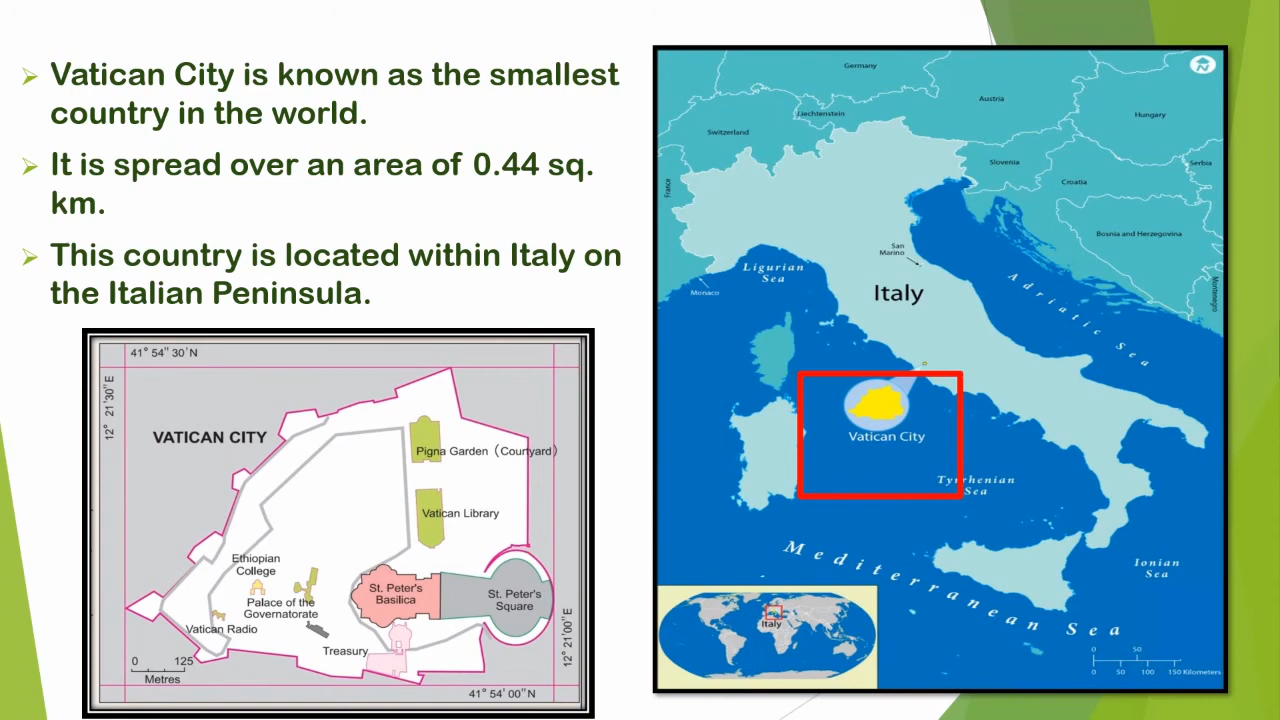 Vatican City is known as the smallest
country in the world.
It is spread over an area of 0.44 sq.
km.
This country is located within Italy on
the Italian Peninsula.
41° 54" 30'N
12° 21'30"E
VATICAN CITY
Pigna Garden (Courtyard)
Vatican Library
Ethiopian
College
St. Peter's
Basilica
St. Peter's
Square
Palace of the
Governatorate
Vatican Radio
Treasury
0 125
Metres
12° 21'00"E
41° 54' 00"N
Germany
Austria
Liechtenstein
Hungary
Switzerland
Slovenia
Serbia
France
Croatia
Bosnia and Herzegovina
San
Marino
Ligurian
Sea
Monaco
Italy
Adriatic Sea
Montenegro
Vatican City
Tyrrhenian
Sea
Mediterranean Sea
Ionian
Sea
Italy
0 50
0 50 100 150 Kilometers
N